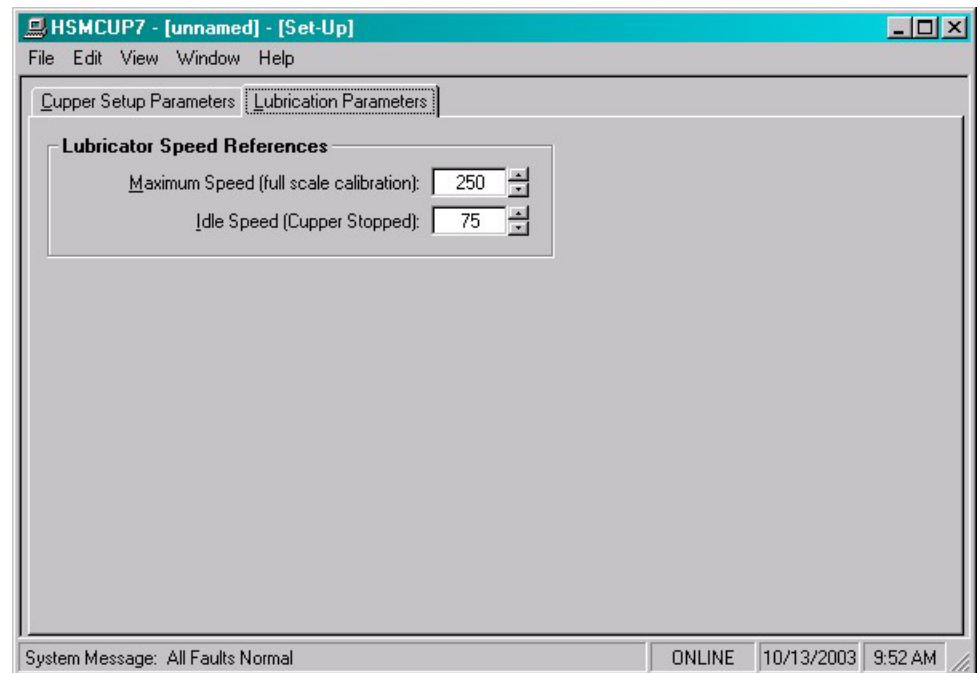 HSMCUP7 - [unnamed] - [Set-Up]
File Edit View Window Help
Cupper Setup Parameters Lubrication Parameters
Lubricator Speed References
Maximum Speed (full scale calibration): 250
Idle Speed (Cupper Stopped): 75
System Message: All Faults Normal ONLINE 10/13/2003 9:52 AM